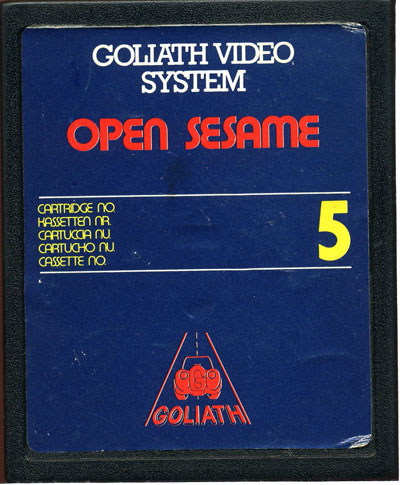 GOLIATH VIDEO
SYSTEM
OPEN SESAME
CARTRIDGE NO.
KASSETTEN NR.
CARTUCCIA NU.
CARTUCHO NU.
CASSETTE NO.
5
G
GOLIATH